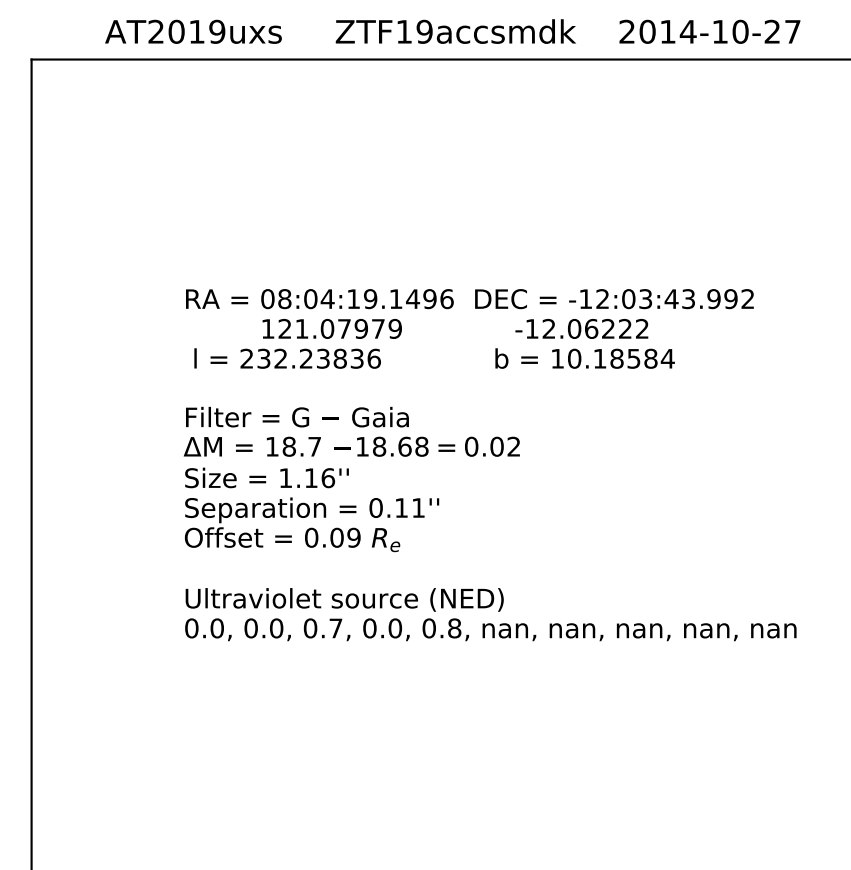 AT2019uxs ZTF19accsmdk 2014-10-27
RA = 08:04:19.1496 DEC = -12:03:43.992
121.07979 -12.06222
l = 232.23836 b = 10.18584
Filter = G − Gaia
ΔM = 18.7 −18.68 = 0.02
Size = 1.16''
Separation = 0.11''
Offset = 0.09 Re
Ultraviolet source (NED)
0.0, 0.0, 0.7, 0.0, 0.8, nan, nan, nan, nan, nan